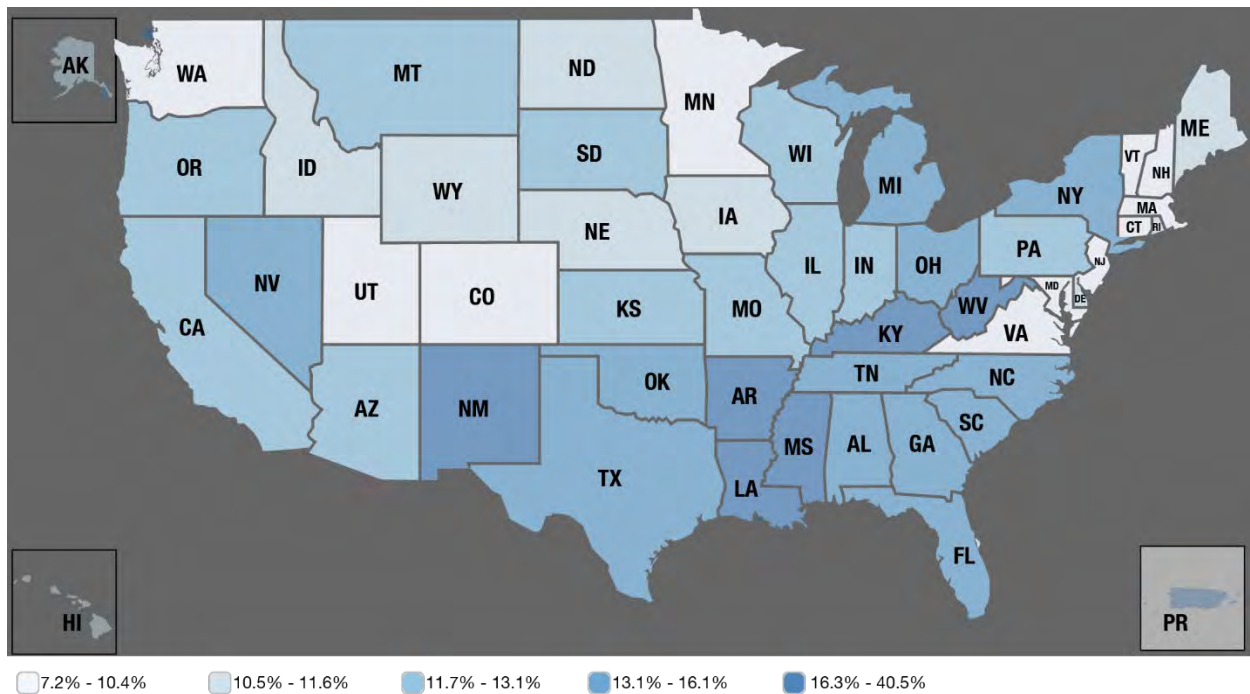 AK
WA
MT
ND
MN
ME
OR
ID
SD
WI
VT
NH
WY
MI
NY
MA
NE
IA
CT
RI
PA
NV
UT
CO
IL
IN
OH
NJ
CA
KS
MO
WV
MD
DE
KY
VA
TN
NC
AZ
NM
OK
AR
SC
MS
AL
GA
TX
LA
FL
HI
PR
7.2% - 10.4%
10.5% - 11.6%
11.7% - 13.1%
13.1% - 16.1%
16.3% - 40.5%